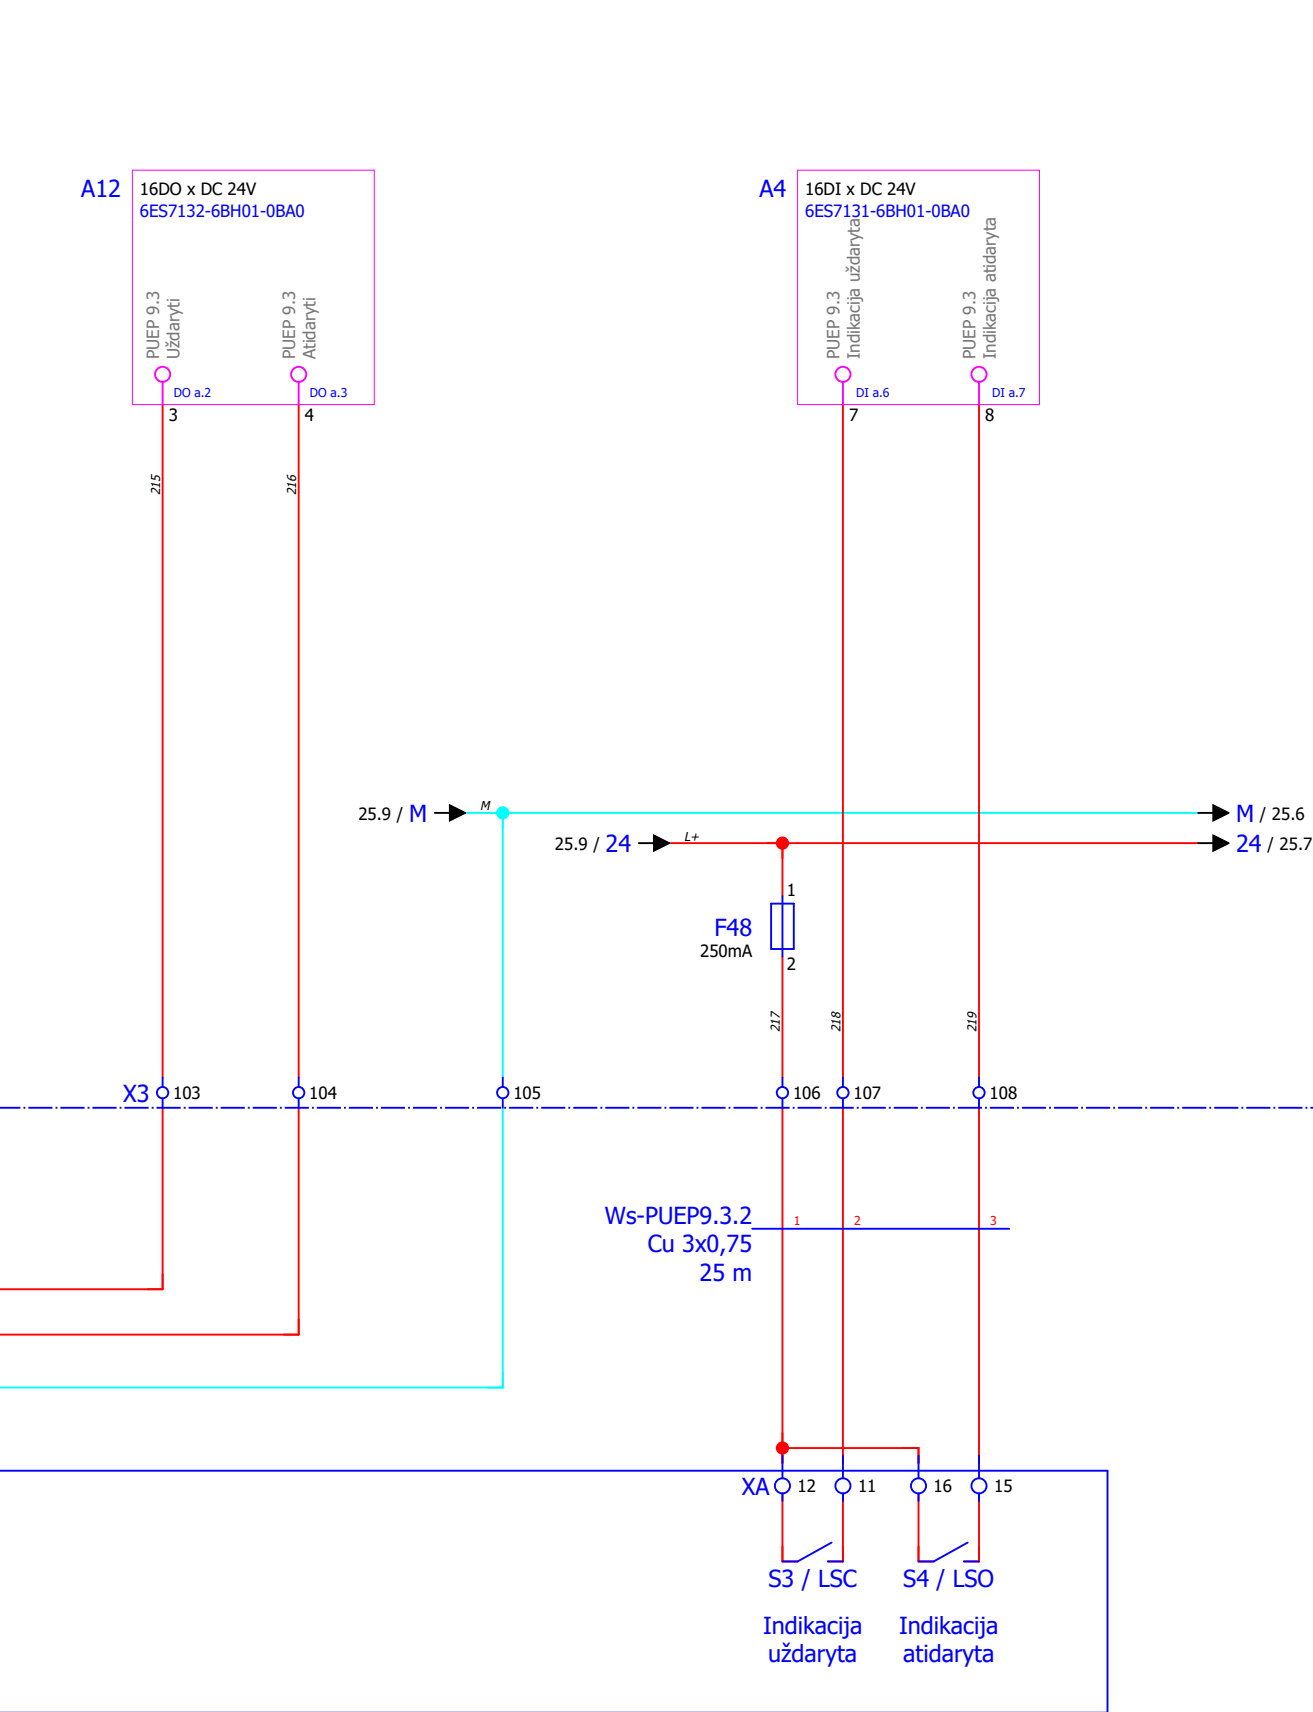 A12
16DO x DC 24V
6ES7132-6BH01-0BA0
PUEP 9.3
Uždaryti
PUEP 9.3
Atidaryti
DO a.2
DO a.3
3
4
215
216
A4
16DI x DC 24V
6ES7131-6BH01-0BA0
PUEP 9.3
Indikacija uždaryta
PUEP 9.3
Indikacija atidaryta
DI a.6
DI a.7
7
8
25.9 / M
M
M / 25.6
25.9 / 24
L+
24 / 25.7
1
F48
250mA
2
217
218
219
X3
103
104
105
106
107
108
Ws-PUEP9.3.2
Cu 3x0,75
25 m
1
2
3
XA
12
11
16
15
S3 / LSC
S4 / LSO
Indikacija
uždaryta
Indikacija
atidaryta